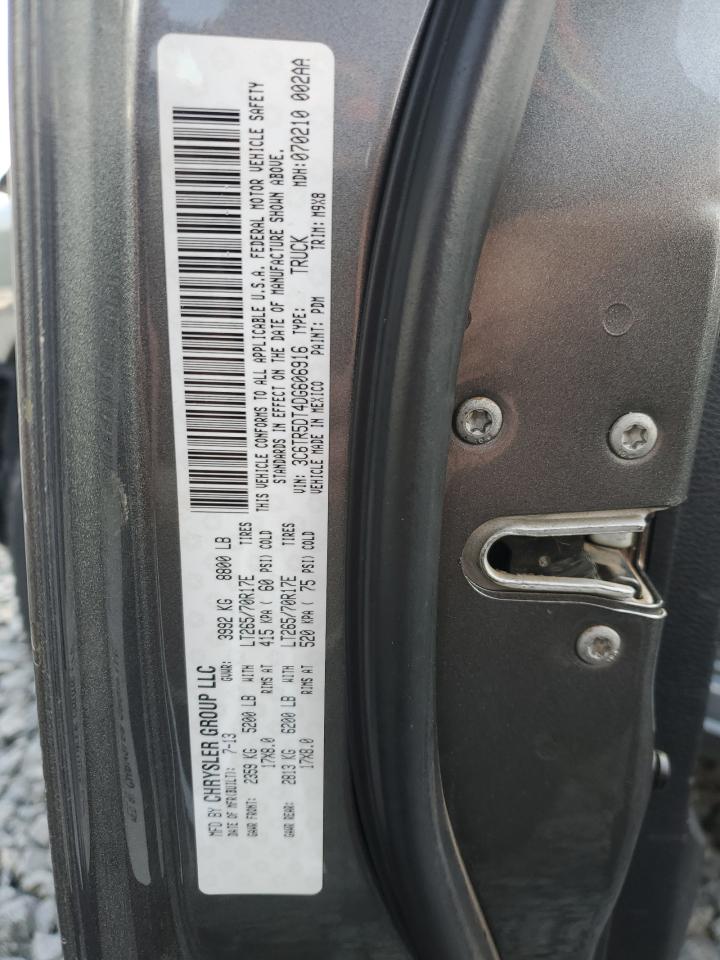 MFD BY CHRYSLER GROUP LLC
DATE OF MFR(BUILT): 7-13 GVWR: 3992 KG 8800 LB
GAWR FRONT: 2359 KG 5200 LB WITH LT265/70R17E TIRES
17X8.0 RIMS AT 415 KPA ( 60 PSI) COLD
GAWR REAR: 2813 KG 6200 LB WITH LT265/70R17E TIRES
17X8.0 RIMS AT 520 KPA ( 75 PSI) COLD
THIS VEHICLE CONFORMS TO ALL APPLICABLE U.S.A. FEDERAL MOTOR VEHICLE SAFETY
STANDARDS IN EFFECT ON THE DATE OF MANUFACTURE SHOWN ABOVE.
VIN: 3C6TR5DT4DG606916 TYPE: TRUCK MDH:070210 002AA
VEHICLE MADE IN MEXICO PAINT: PDM TRIM: M9X8